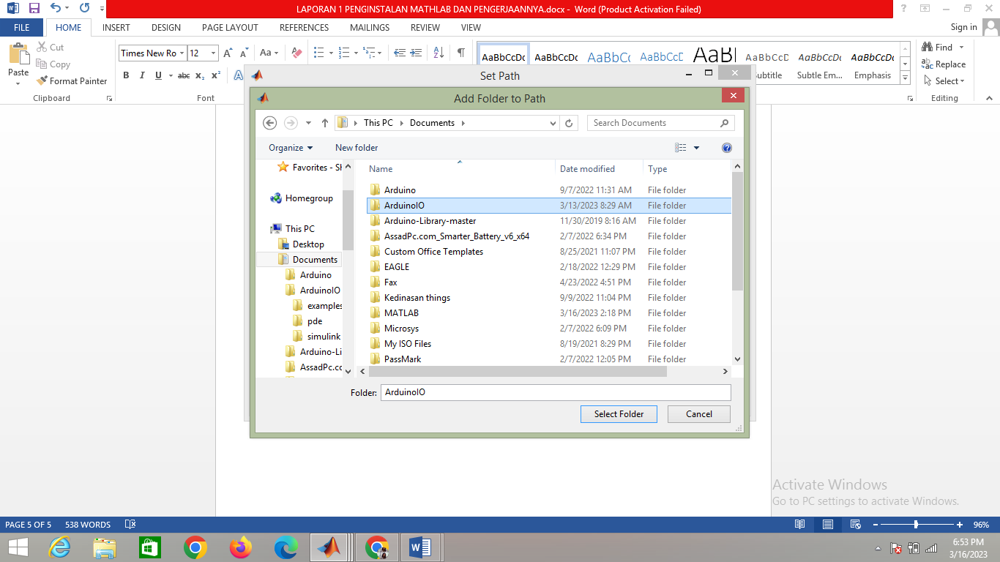 LAPORAN 1 PENGINSTALAN MATHLAB DAN PENGERJAANNYA.docx - Word (Product Activation Failed)
FILE HOME INSERT DESIGN PAGE LAYOUT REFERENCES MAILINGS REVIEW VIEW Sign in
Paste
Cut
Copy
Format Painter
Clipboard
Times New Ro 12
Font
AaBbCcDc AaBbCcDc AaBbCc AaBbCcC AaBl AaBbCcD AaBbCcDc AaBbCcDc
Subtle Em... Emphasis
Find
Replace
Select
Editing
Set Path
Add Folder to Path
This PC Documents
Search Documents
Organize New folder
Favorites - Sh
Homegroup
This PC
Desktop
Documents
Arduino
ArduinoIO
examples
pde
simulink
Arduino-Li
AssadPc.co
Name Date modified Type
Arduino 9/7/2022 11:31 AM File folder
ArduinoIO 3/13/2023 8:29 AM File folder
Arduino-Library-master 11/30/2019 8:16 AM File folder
AssadPc.com_Smarter_Battery_v6_x64 2/7/2022 6:34 PM File folder
Custom Office Templates 8/25/2021 11:07 PM File folder
EAGLE 2/18/2022 12:29 PM File folder
Fax 4/23/2022 4:51 PM File folder
Kedinasan things 9/9/2022 11:04 PM File folder
MATLAB 3/16/2023 2:18 PM File folder
Microsys 2/7/2022 6:09 PM File folder
My ISO Files 8/19/2021 8:29 PM File folder
PassMark 2/7/2022 12:05 PM File folder
Folder: ArduinoIO
Select Folder Cancel
Activate Windows
Go to PC settings to activate Windows.
PAGE 5 OF 5 538 WORDS 96%
6:53 PM
3/16/2023